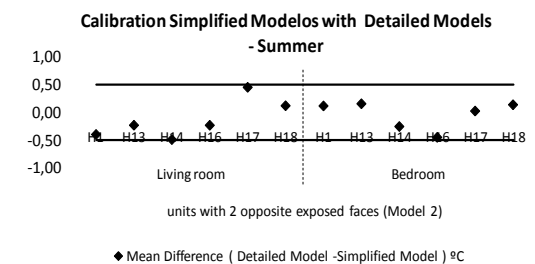 Calibration Simplified Modelos with Detailed Models
- Summer
1,00
0,50
0,00
-0,50
-1,00
H1 H13 H14 H16 H17 H18 H1 H13 H14 H16 H17 H18
Living room Bedroom
units with 2 opposite exposed faces (Model 2)
Mean Difference ( Detailed Model -Simplified Model ) ºC